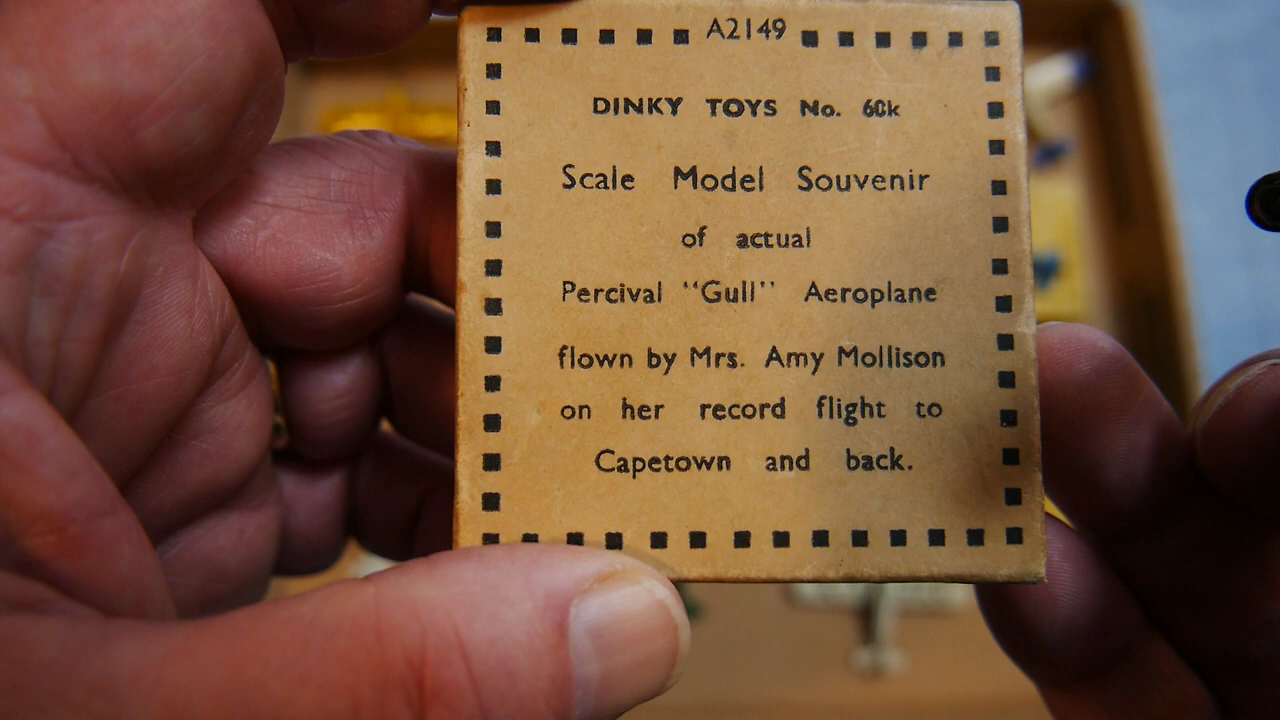 A2149
DINKY TOYS No. 60k
Scale Model Souvenir
of actual
Percival "Gull" Aeroplane
flown by Mrs. Amy Mollison
on her record flight to
Capetown and back.